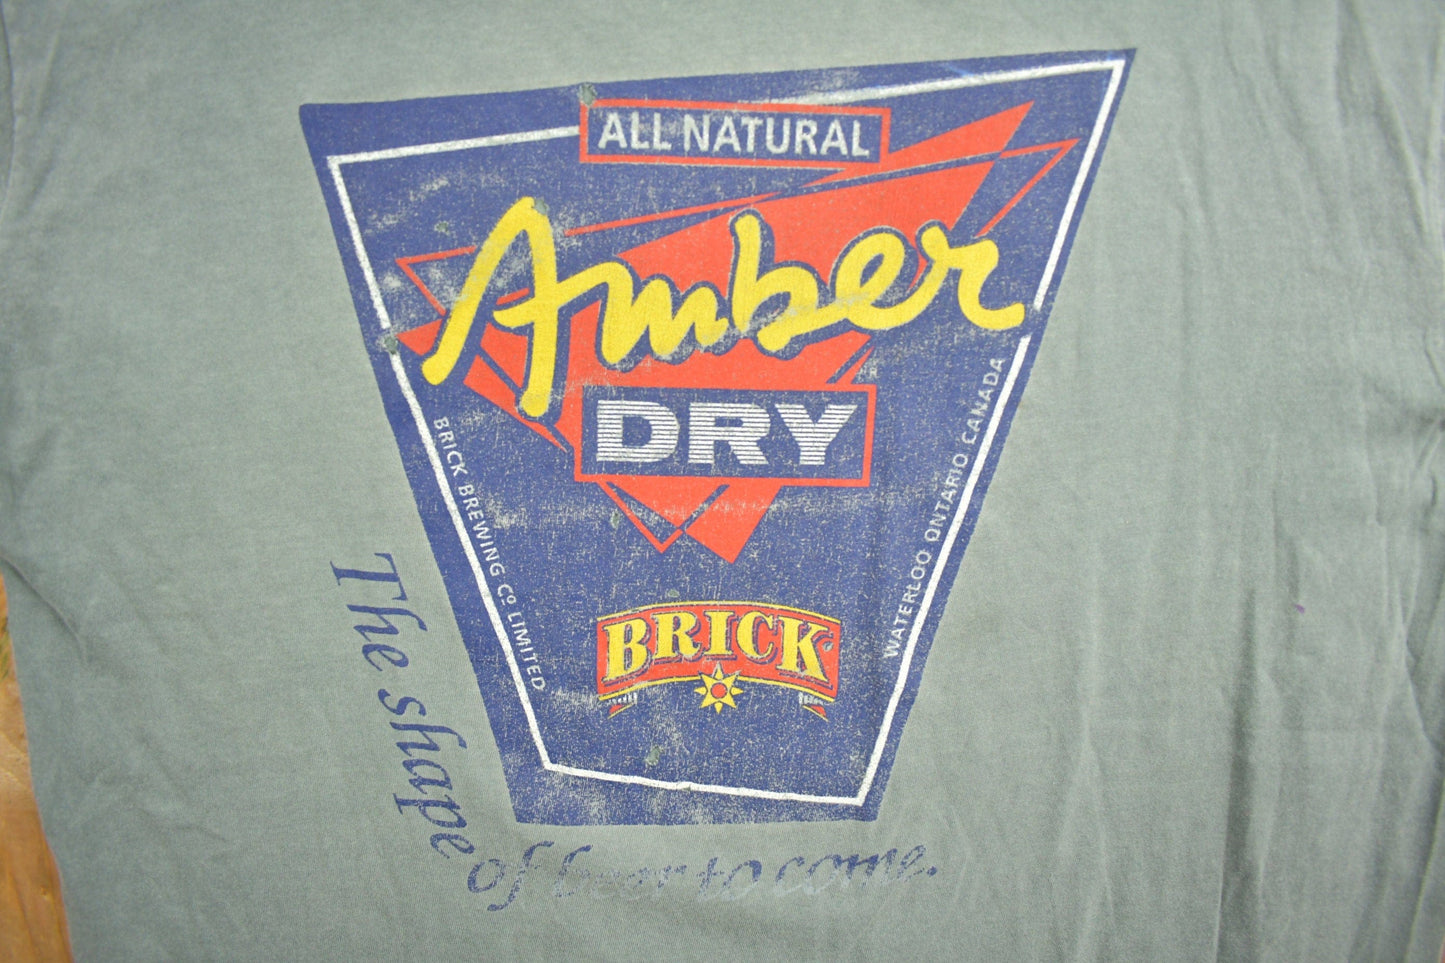 ALL NATURAL
Amber
DRY
BRICK BREWING Cº LIMITED
WATERLOO ONTARIO CANADA
BRICK
The shape
of beer to come.